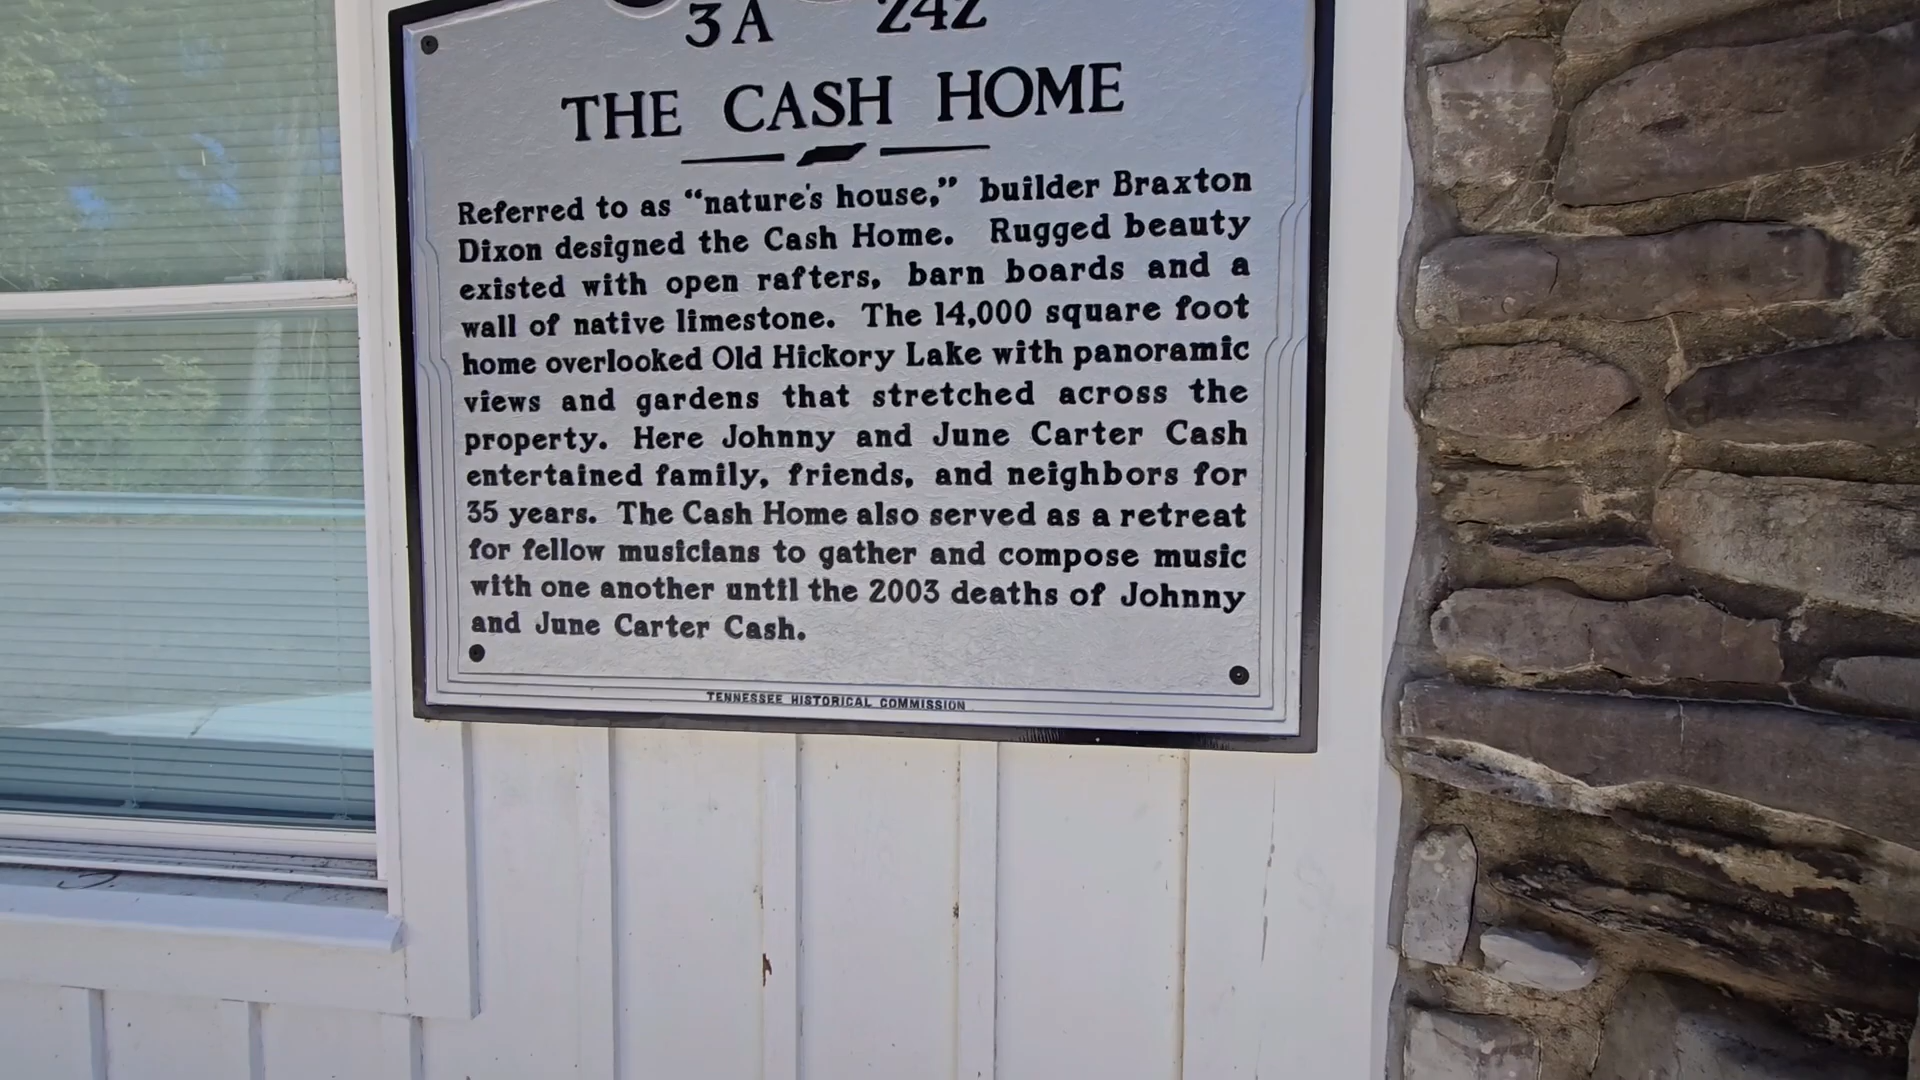 3A 242
THE CASH HOME
Referred to as “nature's house,” builder Braxton
Dixon designed the Cash Home. Rugged beauty
existed with open rafters, barn boards and a
wall of native limestone. The 14,000 square foot
home overlooked Old Hickory Lake with panoramic
views and gardens that stretched across the
property. Here Johnny and June Carter Cash
entertained family, friends, and neighbors for
35 years. The Cash Home also served as a retreat
for fellow musicians to gather and compose music
with one another until the 2003 deaths of Johnny
and June Carter Cash.
TENNESSEE HISTORICAL COMMISSION